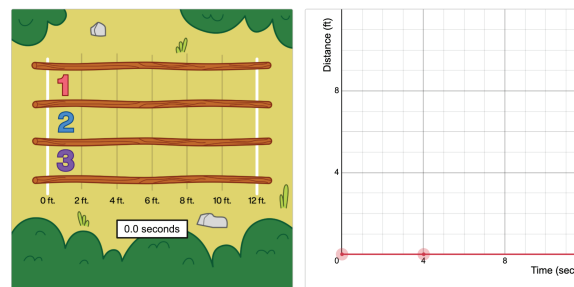 1
2
3
0 ft. 2 ft. 4 ft. 6 ft. 8 ft. 10 ft. 12 ft.
0.0 seconds
Distance (ft)
8
4
0 4 8
Time (sec